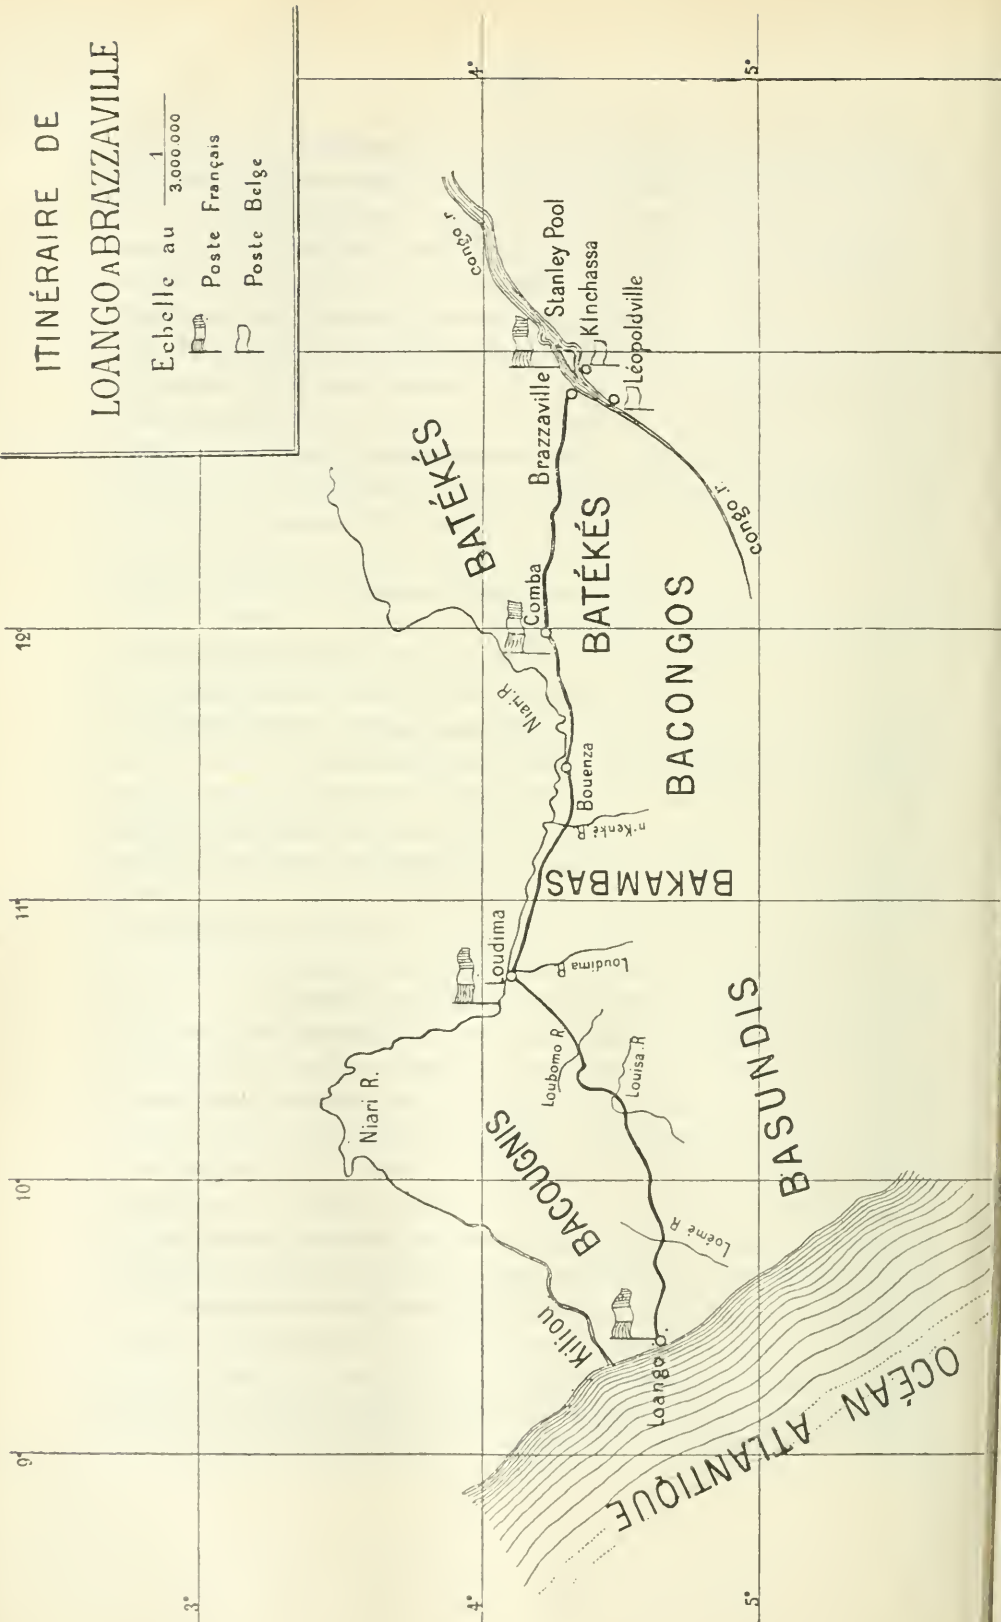 ITINÉRAIRE DE
LOANGO A BRAZZAVILLE
Echelle au 1
3.000.000
Poste Français
Poste Belge
9°
10°
11°
12°
3°
4°
5°
4°
5°
BATÉKÉS
congo .r
Stanley Pool
KInchassa
Léopoldville
Brazzaville
Comba
Niari.R
BATÉKÉS
BACONGOS
congo .r.
Bouenza
n'Kenké R.
BAKAMBAS
Loudima
Loudima R
Niari R.
Loubomo R.
Louisa.R
BACOUGNIS
BASUNDIS
Loémé R
Kiliou
Loango
OCÉAN ATLANTIQUE